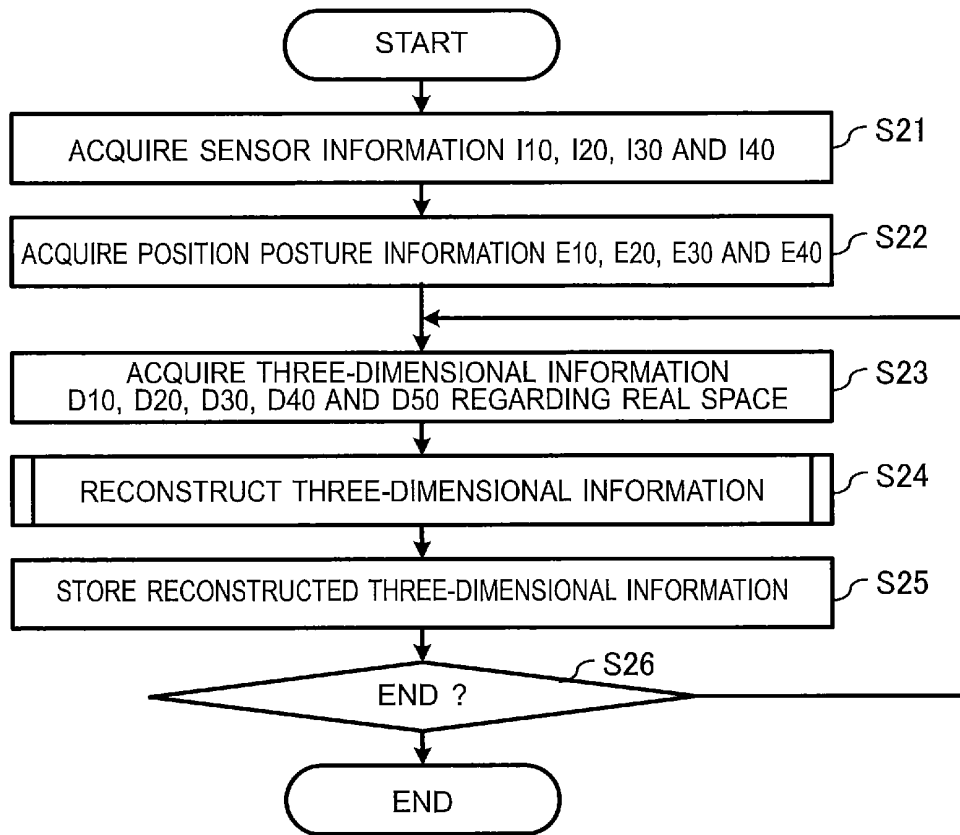 START
ACQUIRE SENSOR INFORMATION I10, I20, I30 AND I40
S21
ACQUIRE POSITION POSTURE INFORMATION E10, E20, E30 AND E40
S22
ACQUIRE THREE-DIMENSIONAL INFORMATION
D10, D20, D30, D40 AND D50 REGARDING REAL SPACE
S23
RECONSTRUCT THREE-DIMENSIONAL INFORMATION
S24
STORE RECONSTRUCTED THREE-DIMENSIONAL INFORMATION
S25
END ?
S26
END